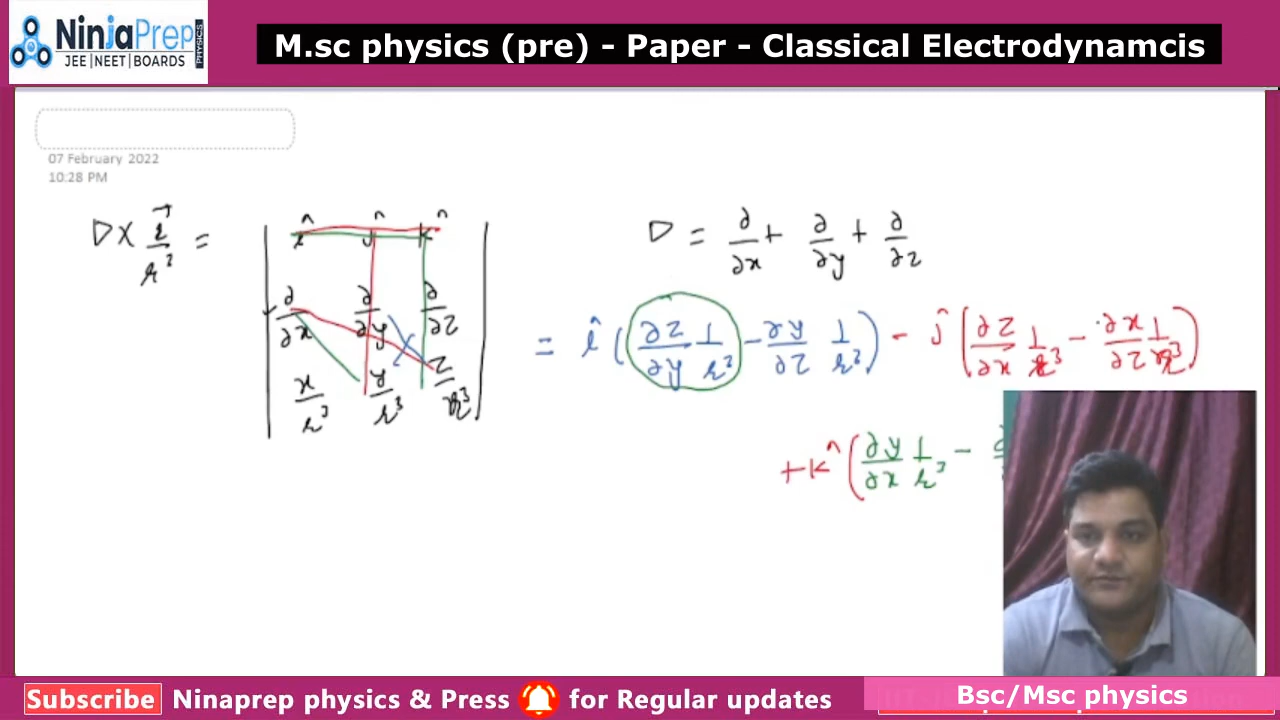 NinjaPrep
PHYSICS
JEE | NEET | BOARDS
M.sc physics (pre) - Paper - Classical Electrodynamcis
07 February 2022
10:28 PM
∇ × r⃗/r³ = | î ĵ k̂ |
| ∂/∂x ∂/∂y ∂/∂z |
| x/r³ y/r³ z/r³ |
∇ = ∂/∂x + ∂/∂y + ∂/∂z
= î ( ∂z/∂y 1/r³ - ∂y/∂z 1/r³ ) - ĵ ( ∂z/∂x 1/r³ - ∂x/∂z 1/r³ )
+ k̂ ( ∂y/∂x 1/r³ -
Subscribe Ninaprep physics & Press for Regular updates
Bsc/Msc physics